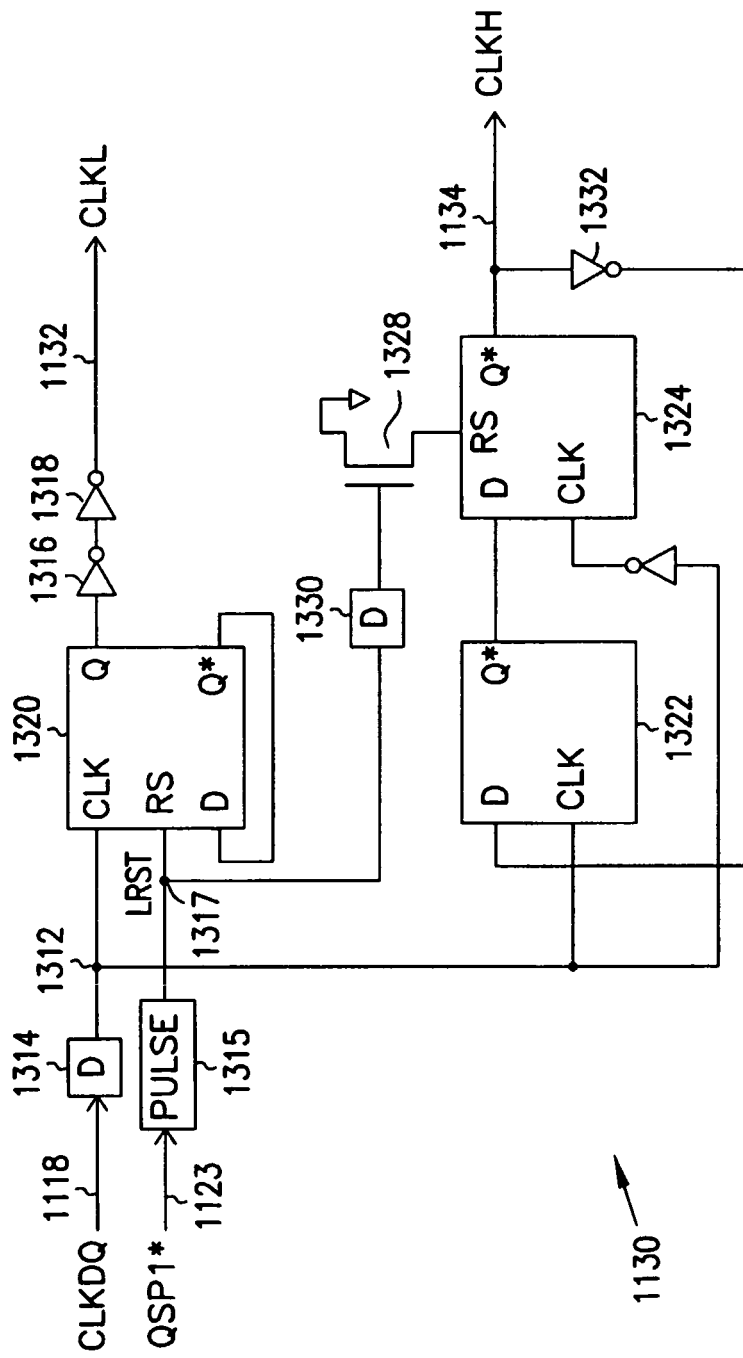 CLKDQ
1118
1314
D
1312
QSP1*
1123
PULSE
1315
LRST
1317
1320
CLK
Q
RS
D
Q*
1316
1318
1132
CLKL
1330
D
1328
1322
D
Q*
CLK
1324
D
RS
Q*
CLK
1134
CLKH
1332
1130